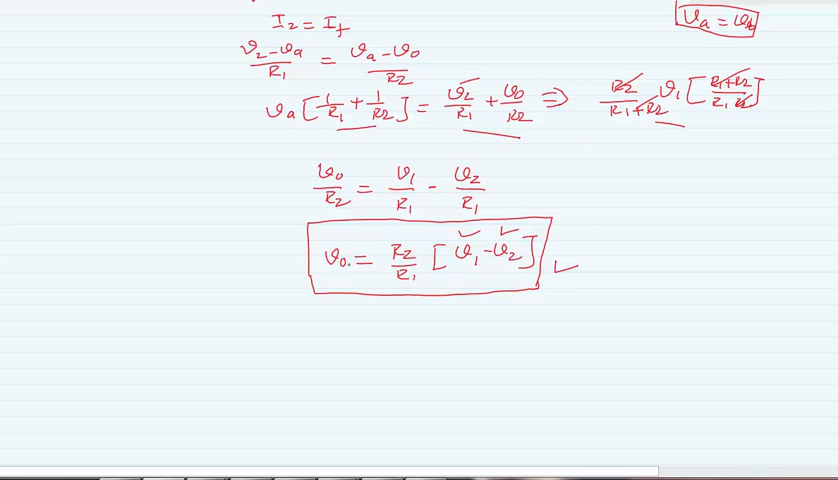 I2 = If
va = vb
(v2 - va)/R1 = (va - v0)/R2
va [1/R1 + 1/R2] = v2/R1 + v0/R2 ⇒ R2/(R1+R2) v1 [(R1+R2)/(R1 R2)]
v0/R2 = v1/R1 - v2/R1
v0 = R2/R1 [v1 - v2]